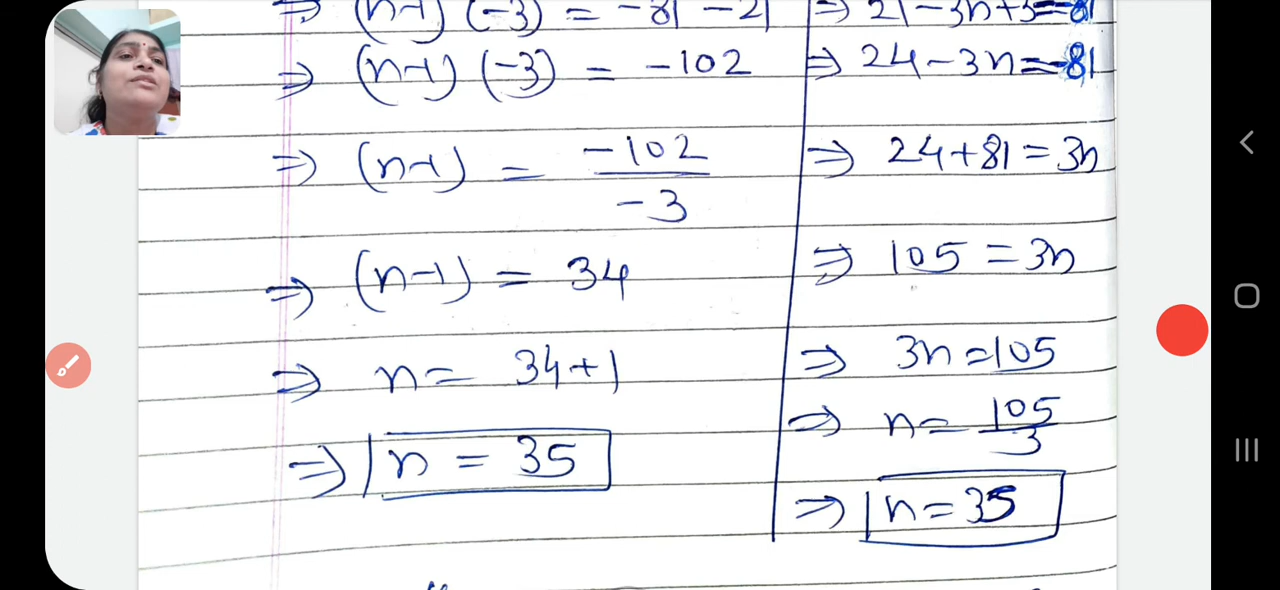 ⇒ (n-1) (-3) = -81 -21
⇒ (n-1) (-3) = -102
⇒ (n-1) = -102/-3
⇒ (n-1) = 34
⇒ n = 34+1
⇒ n = 35
⇒ 21-3n+3=-81
⇒ 24-3n=-81
⇒ 24+81=3n
⇒ 105=3n
⇒ 3n=105
⇒ n=105/3
⇒ n=35